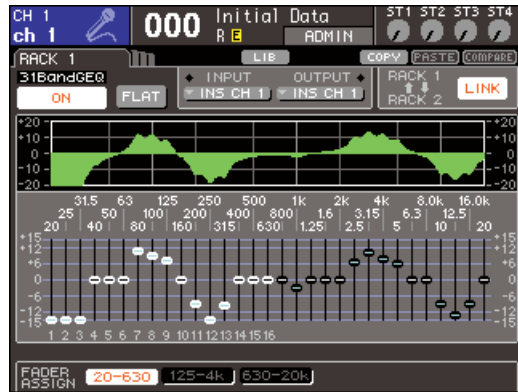 CH 1
ch 1
000
Initial Data
R E
ADMIN
ST1 ST2 ST3 ST4
RACK 1
LIB
COPY
PASTE
COMPARE
31BandGEQ
ON
FLAT
INPUT
INS CH 1
OUTPUT
INS CH 1
RACK 1
RACK 2
LINK
+20
+10
0
-10
-20
+20
+10
0
-10
-20
31.5 63 125 250 500 1k 2k 4k 8.0k 16.0k
25 50 100 200 400 800 1.6 3.15 6.3 12.5
20 40 80 160 315 630 1.25 2.5 5 10 20
+15
+12
+6
0
-6
-12
-15
+15
+12
+6
0
-6
-12
-15
1 2 3 4 5 6 7 8 9 10 11 12 13 14 15 16
FADER ASSIGN
20-630
125-4k
630-20k